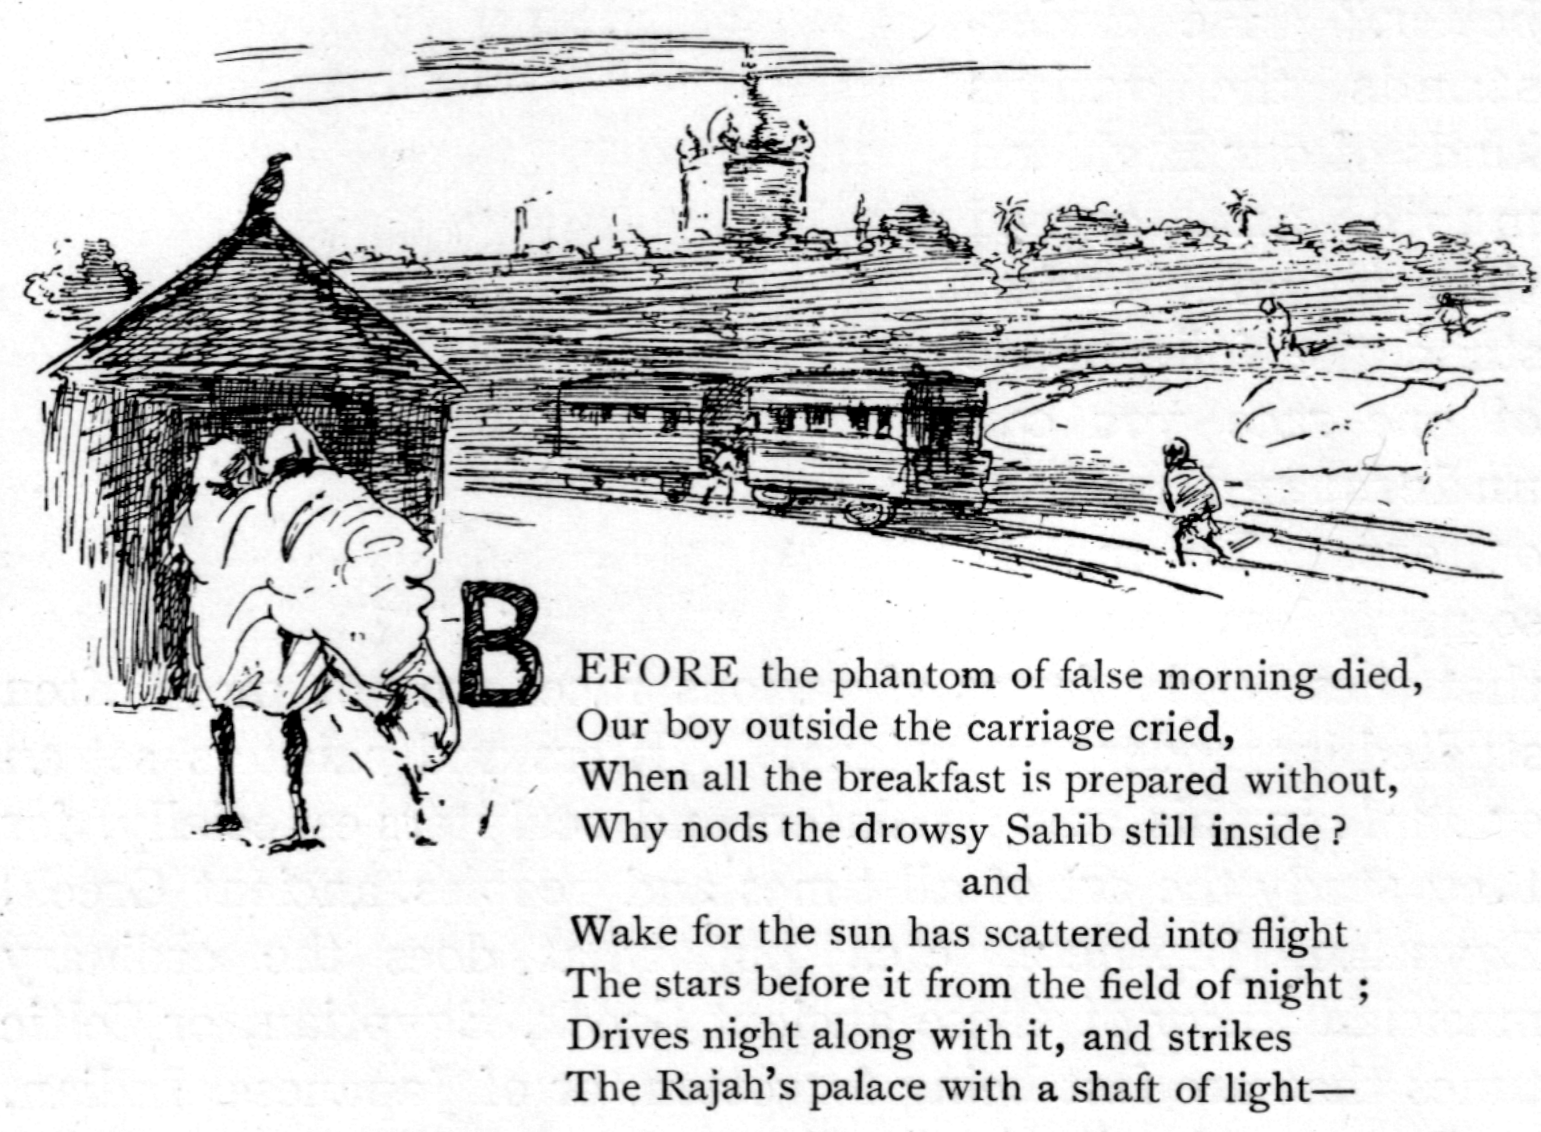 BEFORE the phantom of false morning died,
Our boy outside the carriage cried,
When all the breakfast is prepared without,
Why nods the drowsy Sahib still inside ?
and
Wake for the sun has scattered into flight
The stars before it from the field of night ;
Drives night along with it, and strikes
The Rajah's palace with a shaft of light—